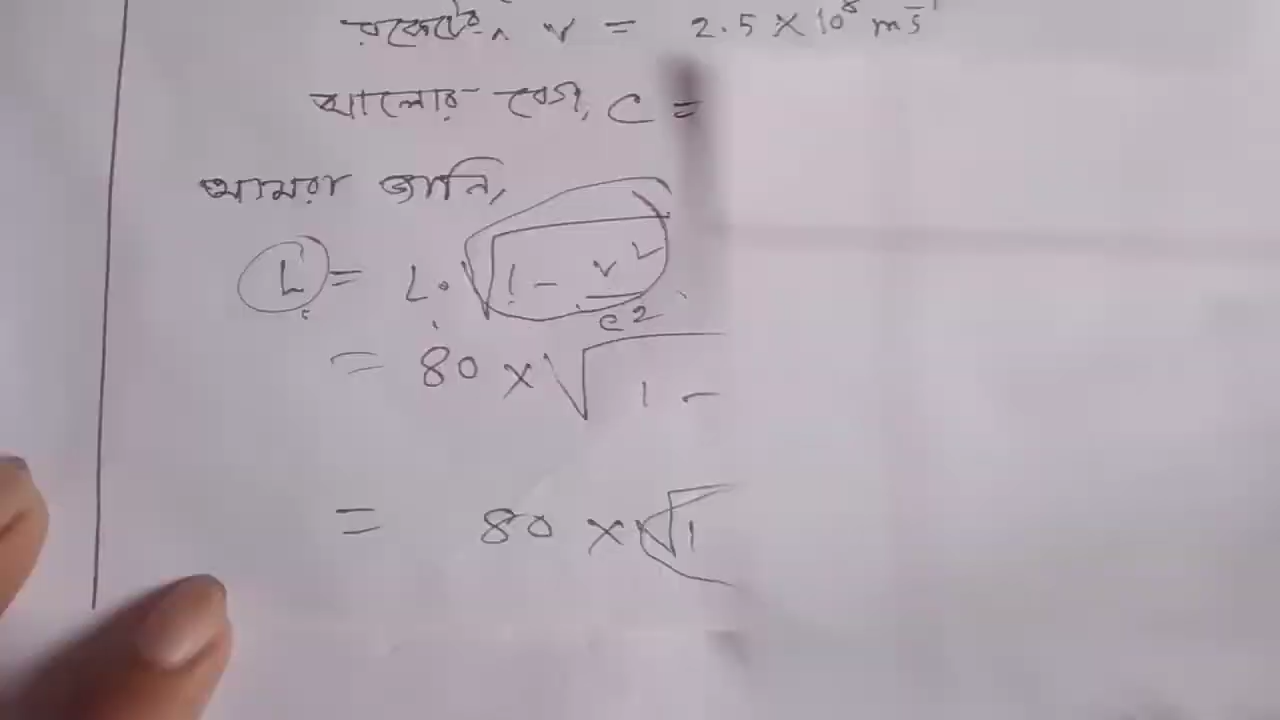 রকেটের v = 2.5 × 10⁸ ms⁻¹
আলোর বেগ, c =
আমরা জানি,
L = L₀ √1 - v²/c²
= 80 × √1 -
= 80 × √1